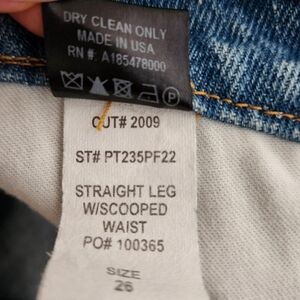 DRY CLEAN ONLY
MADE IN USA
RN #: A185478000
P
CUT# 2009
ST# PT235PF22
STRAIGHT LEG
W/SCOOPED
WAIST
PO# 100365
SIZE
26